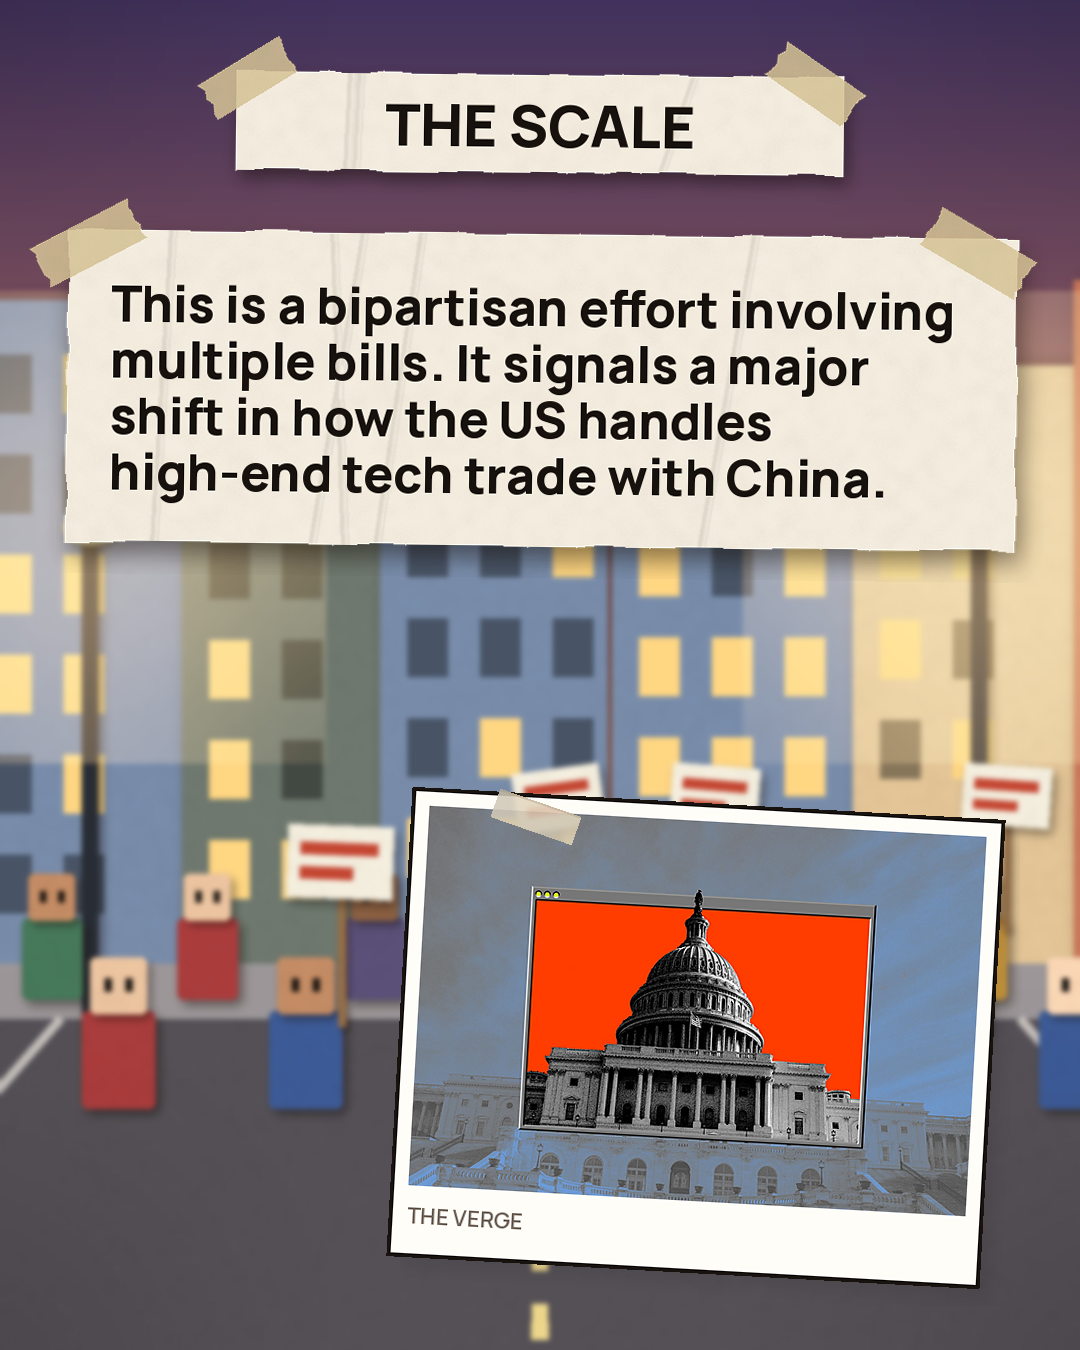 THE SCALE
This is a bipartisan effort involving
multiple bills. It signals a major
shift in how the US handles
high-end tech trade with China.
THE VERGE